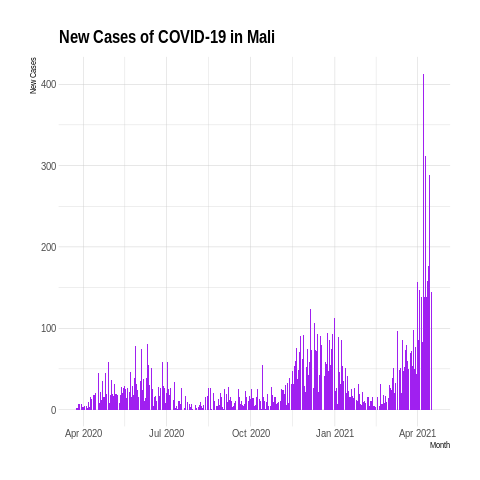 New Cases of COVID-19 in Mali
New Cases
400
300
200
100
0
Apr 2020
Jul 2020
Oct 2020
Jan 2021
Apr 2021
Month